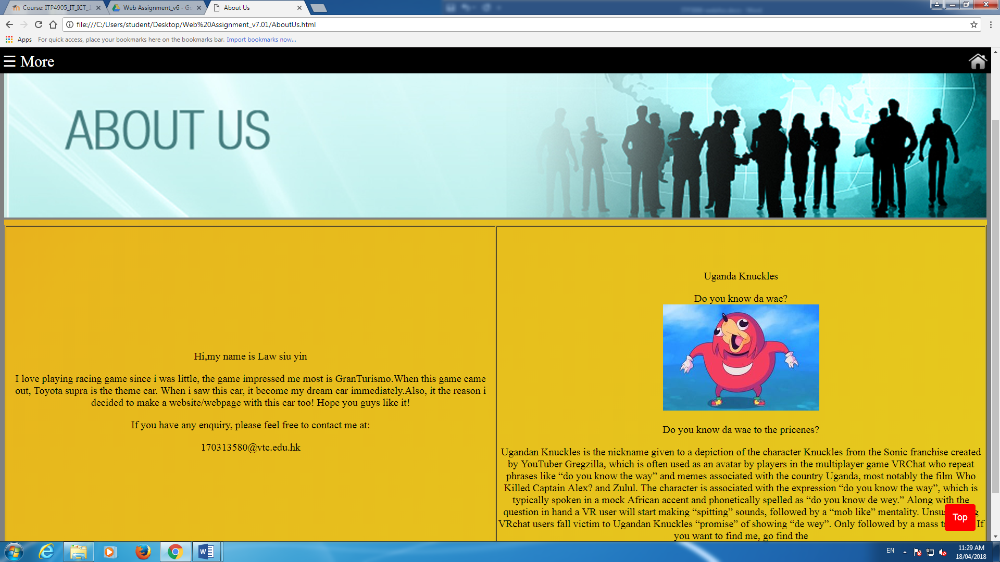 Course: ITP4905_IT_ICT_1
Web Assignment_v6 - Go
About Us
file:///C:/Users/student/Desktop/Web%20Assignment_v7.01/AboutUs.html
Apps For quick access, place your bookmarks here on the bookmarks bar. Import bookmarks now...
☰ More
ABOUT US
Hi,my name is Law siu yin
I love playing racing game since i was little, the game impressed me most is GranTurismo.When this game came
out, Toyota supra is the theme car. When i saw this car, it become my dream car immediately.Also, it the reason i
decided to make a website/webpage with this car too! Hope you guys like it!
If you have any enquiry, please feel free to contact me at:
170313580@vtc.edu.hk
Uganda Knuckles
Do you know da wae?
Do you know da wae to the pricenes?
Ugandan Knuckles is the nickname given to a depiction of the character Knuckles from the Sonic franchise created
by YouTuber Gregzilla, which is often used as an avatar by players in the multiplayer game VRChat who repeat
phrases like “do you know the way” and memes associated with the country Uganda, most notably the film Who
Killed Captain Alex? and Zulul. The character is associated with the expression “do you know the way”, which is
typically spoken in a mock African accent and phonetically spelled as “do you know de wey.” Along with the
question in hand a VR user will start making “spitting” sounds, followed by a “mob like” mentality.
VRchat users fall victim to Ugandan Knuckles “promise” of showing “de wey”. Only followed by a mass If
you want to find me, go find the
Top
EN
11:29 AM
18/04/2018